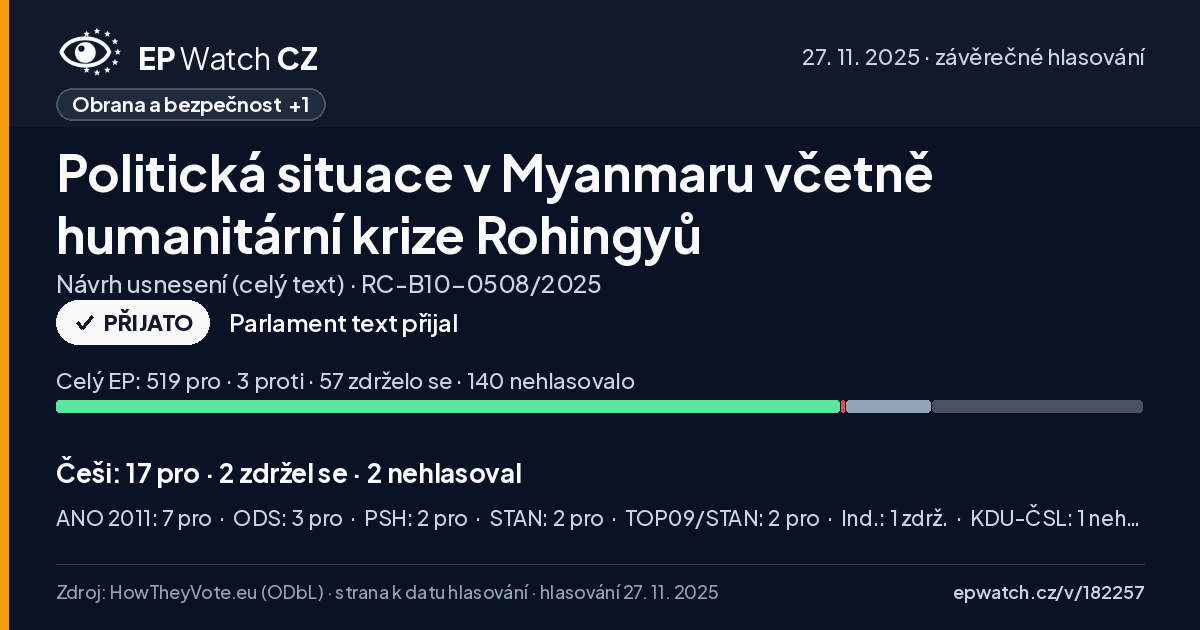 EP Watch CZ
27. 11. 2025 · závěrečné hlasování
Obrana a bezpečnost +1
Politická situace v Myanmaru včetně
humanitární krize Rohingyů
Návrh usnesení (celý text) · RC-B10-0508/2025
✓ PŘIJATO Parlament text přijal
Celý EP: 519 pro · 3 proti · 57 zdrželo se · 140 nehlasovalo
Češi: 17 pro · 2 zdržel se · 2 nehlasoval
ANO 2011: 7 pro · ODS: 3 pro · PSH: 2 pro · STAN: 2 pro · TOP09/STAN: 2 pro · Ind.: 1 zdrž. · KDU-ČSL: 1 neh…
Zdroj: HowTheyVote.eu (ODbL) · strana k datu hlasování · hlasování 27. 11. 2025
epwatch.cz/v/182257